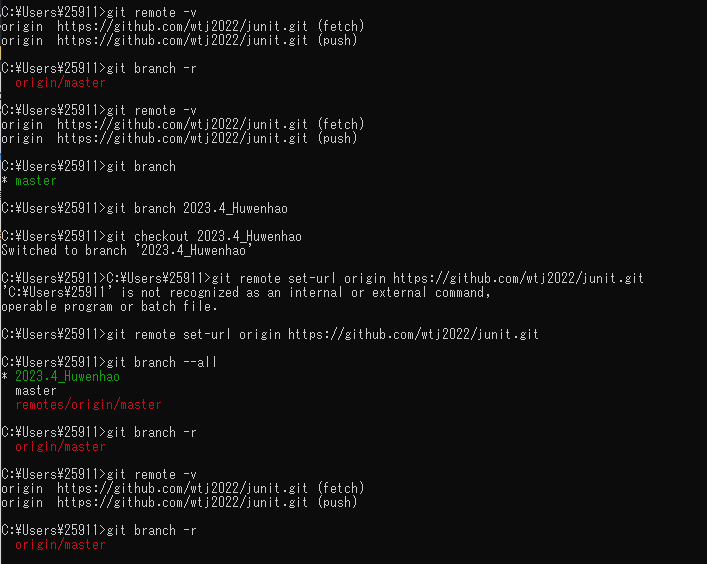 C:¥Users¥25911>git remote -v
origin  https://github.com/wtj2022/junit.git (fetch)
origin  https://github.com/wtj2022/junit.git (push)
C:¥Users¥25911>git branch -r
  origin/master
C:¥Users¥25911>git remote -v
origin  https://github.com/wtj2022/junit.git (fetch)
origin  https://github.com/wtj2022/junit.git (push)
C:¥Users¥25911>git branch
* master
C:¥Users¥25911>git branch 2023.4_Huwenhao
C:¥Users¥25911>git checkout 2023.4_Huwenhao
Switched to branch '2023.4_Huwenhao'
C:¥Users¥25911>C:¥Users¥25911>git remote set-url origin https://github.com/wtj2022/junit.git
'C:¥Users¥25911' is not recognized as an internal or external command,
operable program or batch file.
C:¥Users¥25911>git remote set-url origin https://github.com/wtj2022/junit.git
C:¥Users¥25911>git branch --all
* 2023.4_Huwenhao
  master
  remotes/origin/master
C:¥Users¥25911>git branch -r
  origin/master
C:¥Users¥25911>git remote -v
origin  https://github.com/wtj2022/junit.git (fetch)
origin  https://github.com/wtj2022/junit.git (push)
C:¥Users¥25911>git branch -r
  origin/master